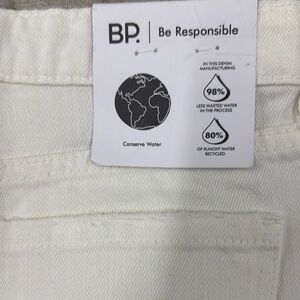 BP. | Be Responsible
IN THIS DENIM
MANUFACTURING
98%
LESS WASTED WATER
IN THE PROCESS
80%
OF RUNOFF WATER
RECYCLED
Conserve Water